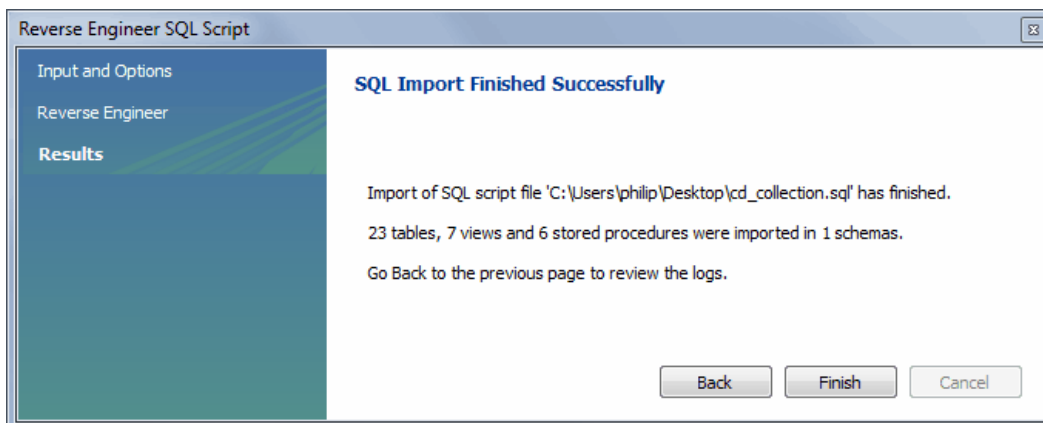 Reverse Engineer SQL Script
Input and Options
Reverse Engineer
Results
SQL Import Finished Successfully
Import of SQL script file 'C:\Users\philip\Desktop\cd_collection.sql' has finished.
23 tables, 7 views and 6 stored procedures were imported in 1 schemas.
Go Back to the previous page to review the logs.
Back
Finish
Cancel